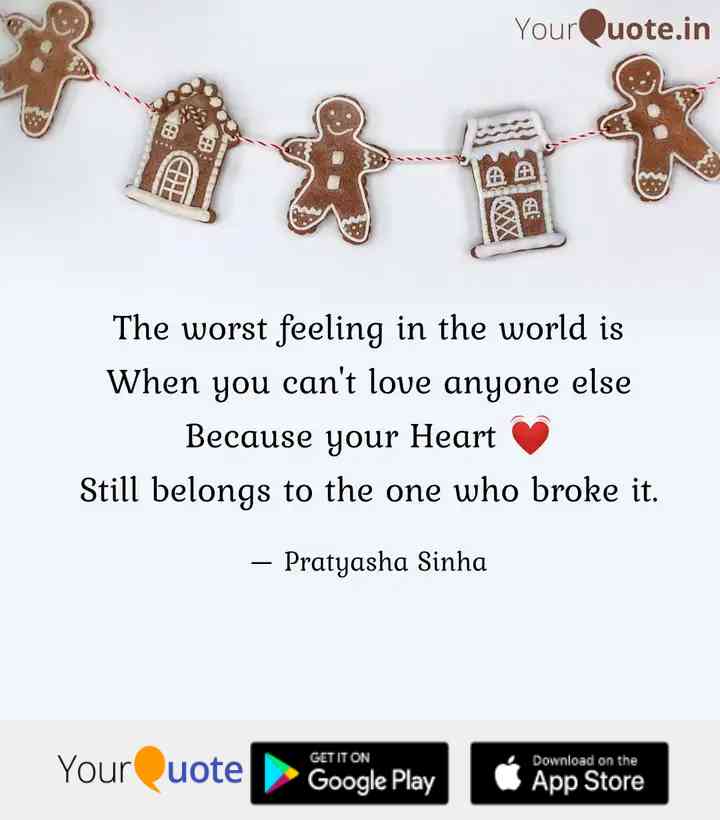 YourQuote.in
The worst feeling in the world is
When you can't love anyone else
Because your Heart 💓
Still belongs to the one who broke it.
— Pratyasha Sinha
YourQuote
GET IT ON
Google Play
Download on the
App Store